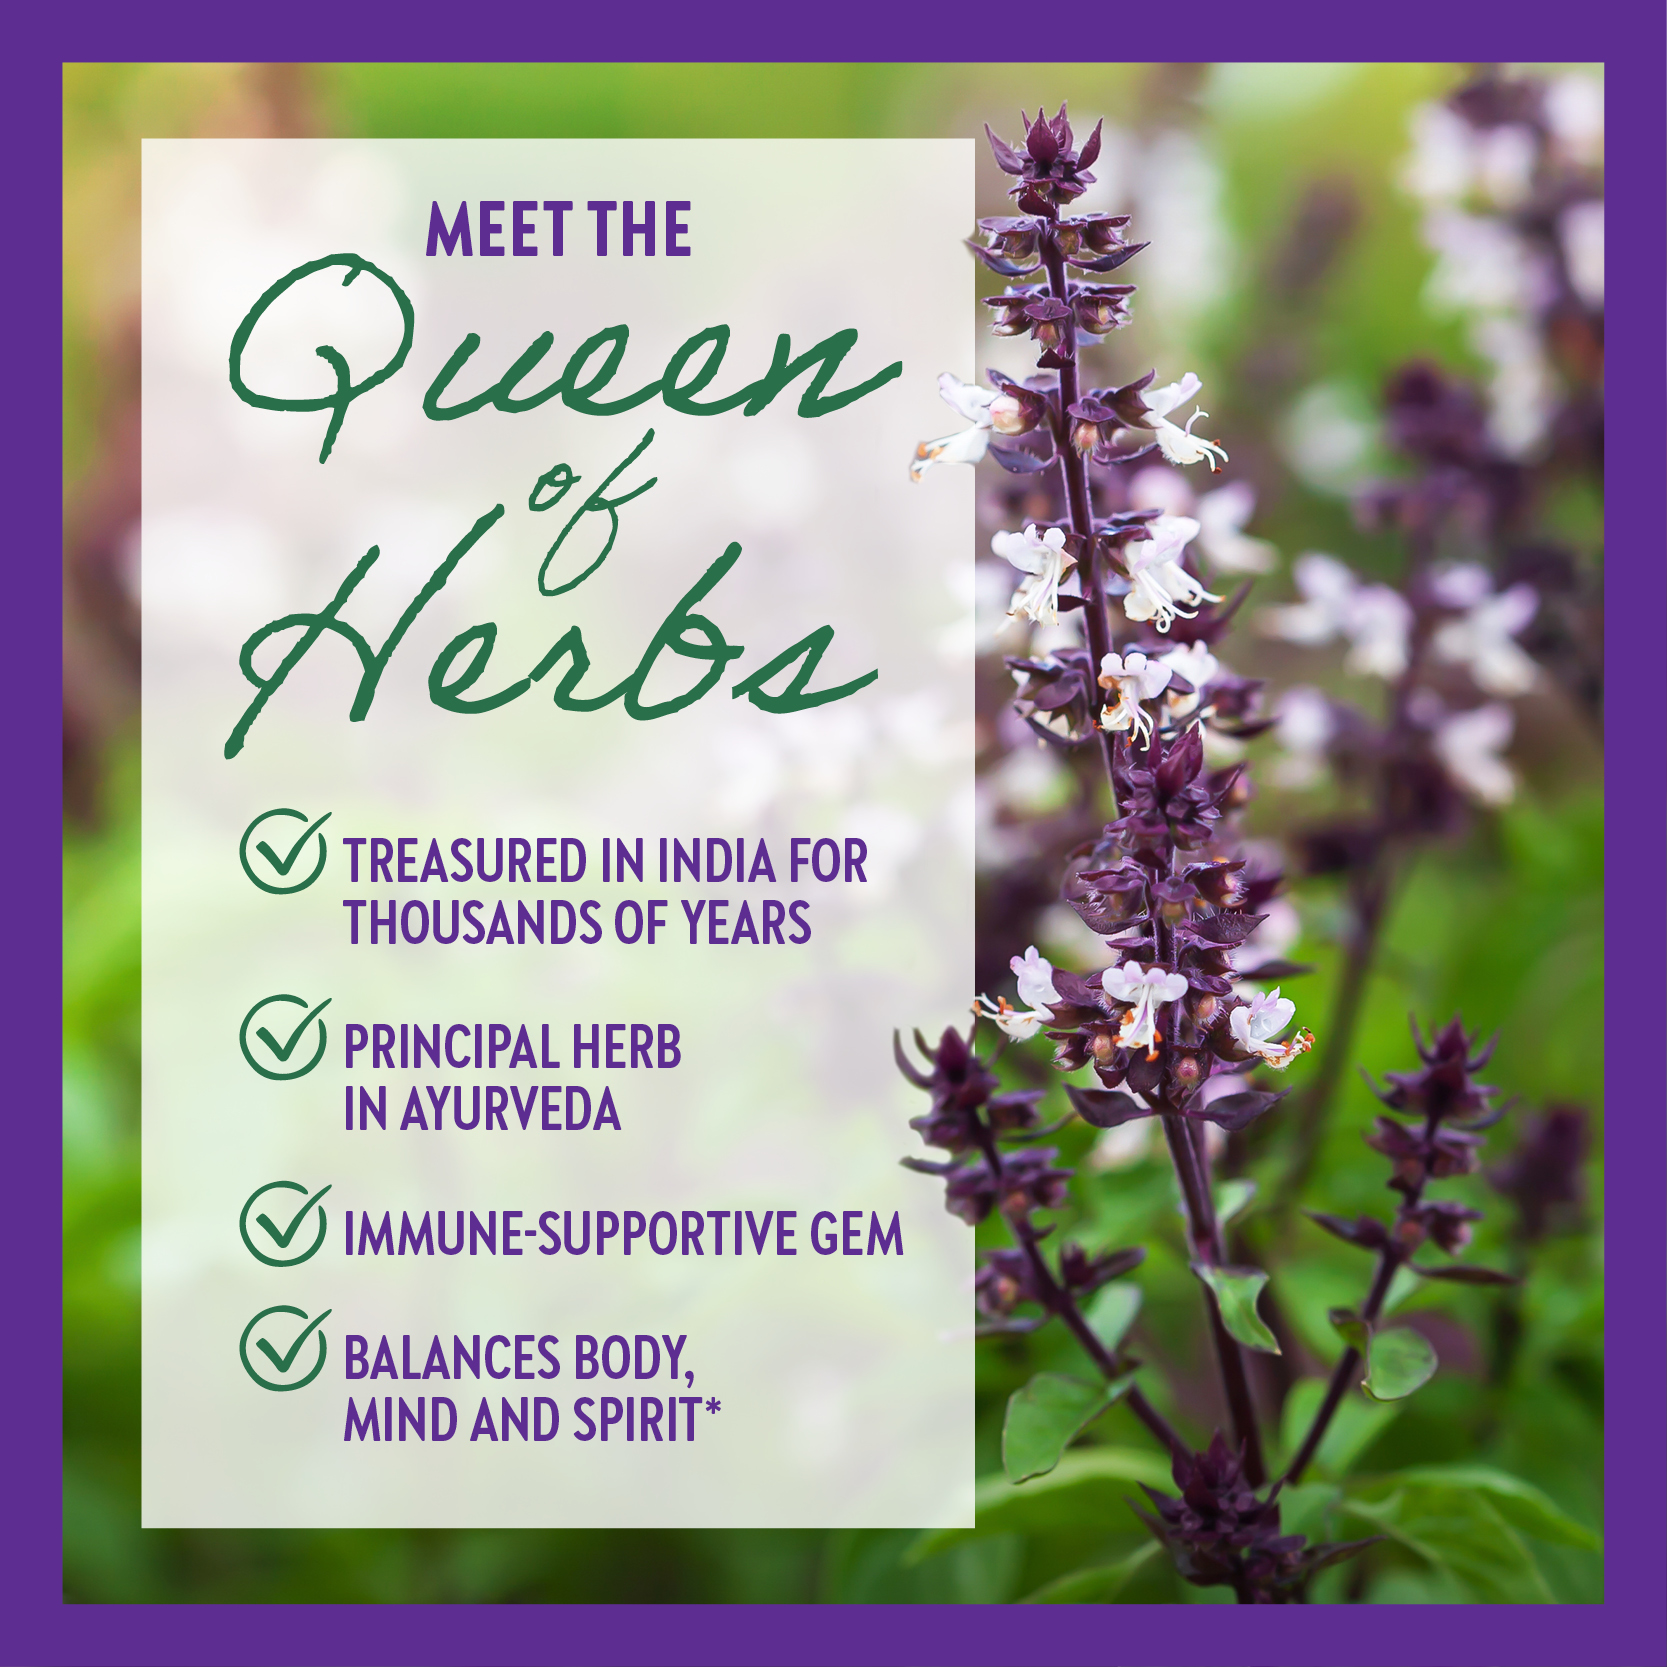 MEET THE
Queen
of
Herbs
TREASURED IN INDIA FOR
THOUSANDS OF YEARS
PRINCIPAL HERB
IN AYURVEDA
IMMUNE-SUPPORTIVE GEM
BALANCES BODY,
MIND AND SPIRIT*